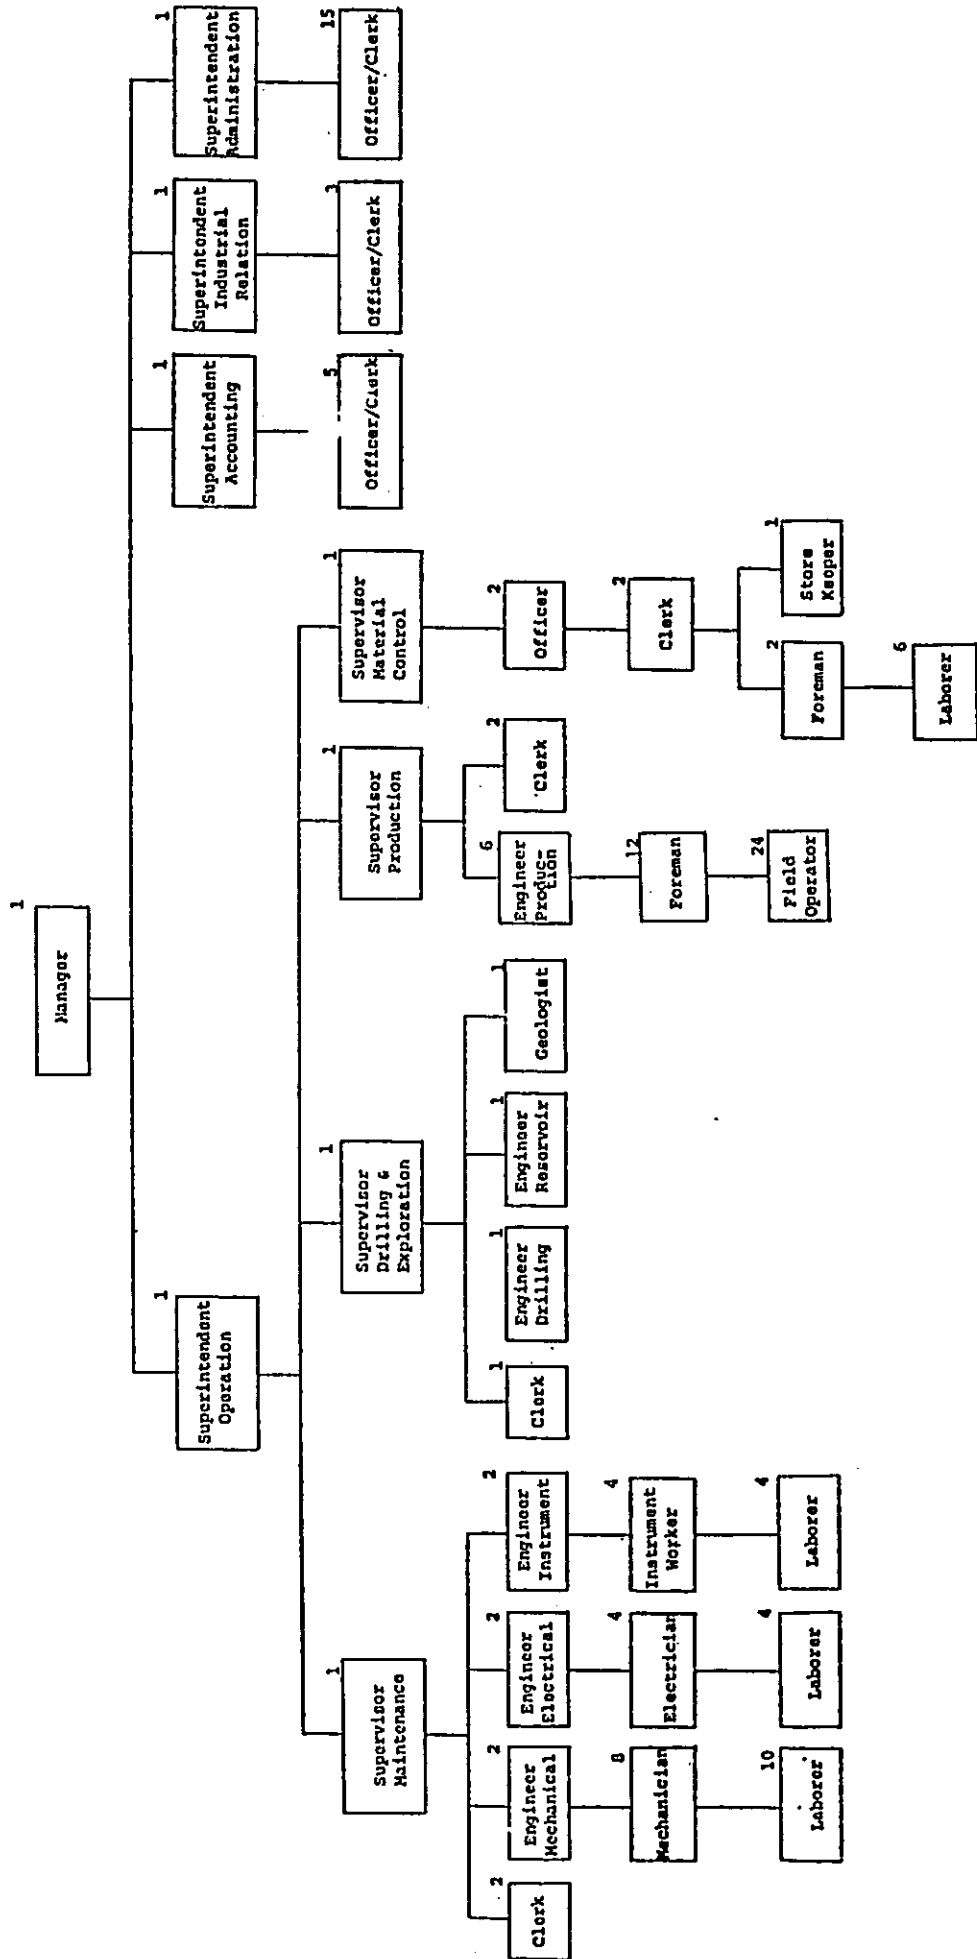 1
Manager
1
Superintendent
Operation
1
Superintendent
Accounting
1
Superintondent
Industrial
Relation
1
Superintendent
Administration
1
Supervisor
Maintenance
1
Supervisor
Drilling &
Exploration
1
Supervisor
Production
1
Supervisor
Material
Control
5
Officer/Clerk
3
Officer/Clerk
15
Officer/Clerk
2
Clerk
2
Engineer
Mechanical
2
Engineer
Electrical
2
Engineer
Instrument
1
Clerk
1
Engineer
Drilling
1
Engineer
Reservoir
1
Geologist
6
Engineer
Produc-
tion
2
Clerk
2
Officer
8
Mechanician
4
Electrician
4
Instrument
Worker
12
Foreman
2
Clerk
10
Laborer
4
Laborer
4
Laborer
24
Field
Operator
2
Foreman
1
Store
Keeper
6
Laborer